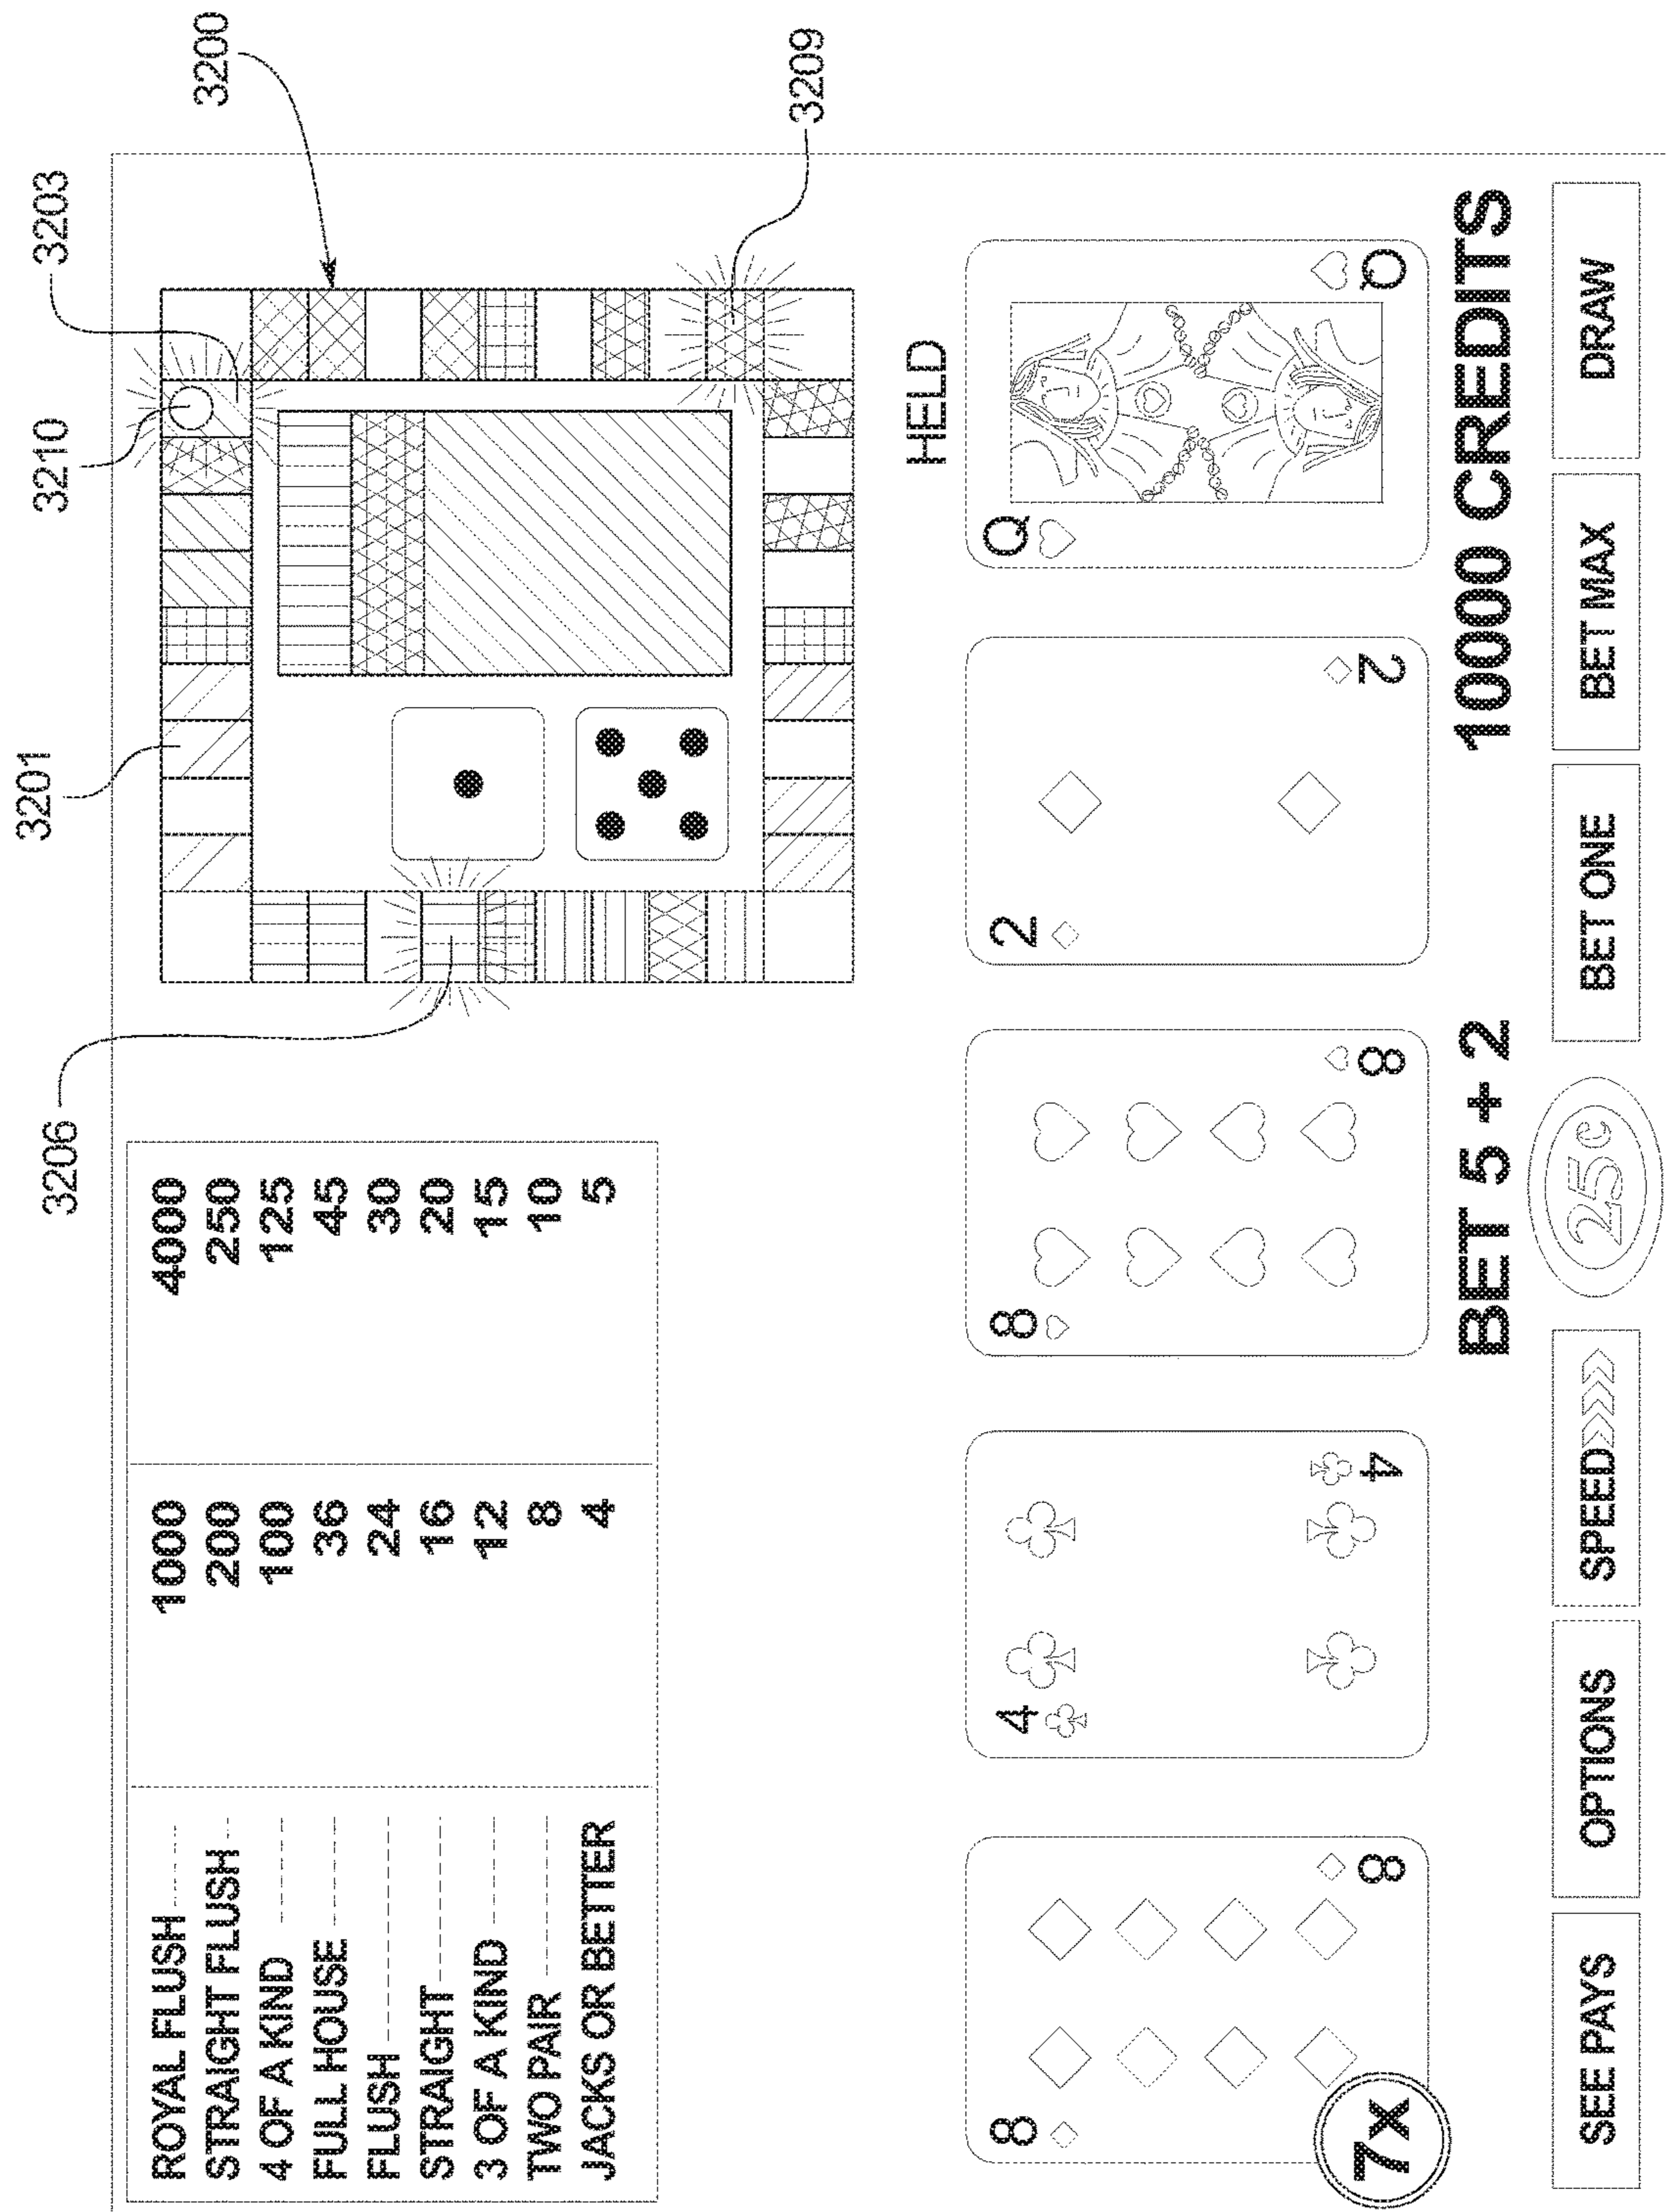 3200
3203
3210
3201
3206
3209
ROYAL FLUSH 1000 4000
STRAIGHT FLUSH 200 250
4 OF A KIND 100 125
FULL HOUSE 36 45
FLUSH 24 30
STRAIGHT 16 20
3 OF A KIND 12 15
TWO PAIR 8 10
JACKS OR BETTER 4 5
HELD
8 4 8 2 Q
8 4 8 2 Q
7x
BET 5 + 2 10000 CREDITS
SEE PAYS OPTIONS SPEED 25c BET ONE BET MAX DRAW